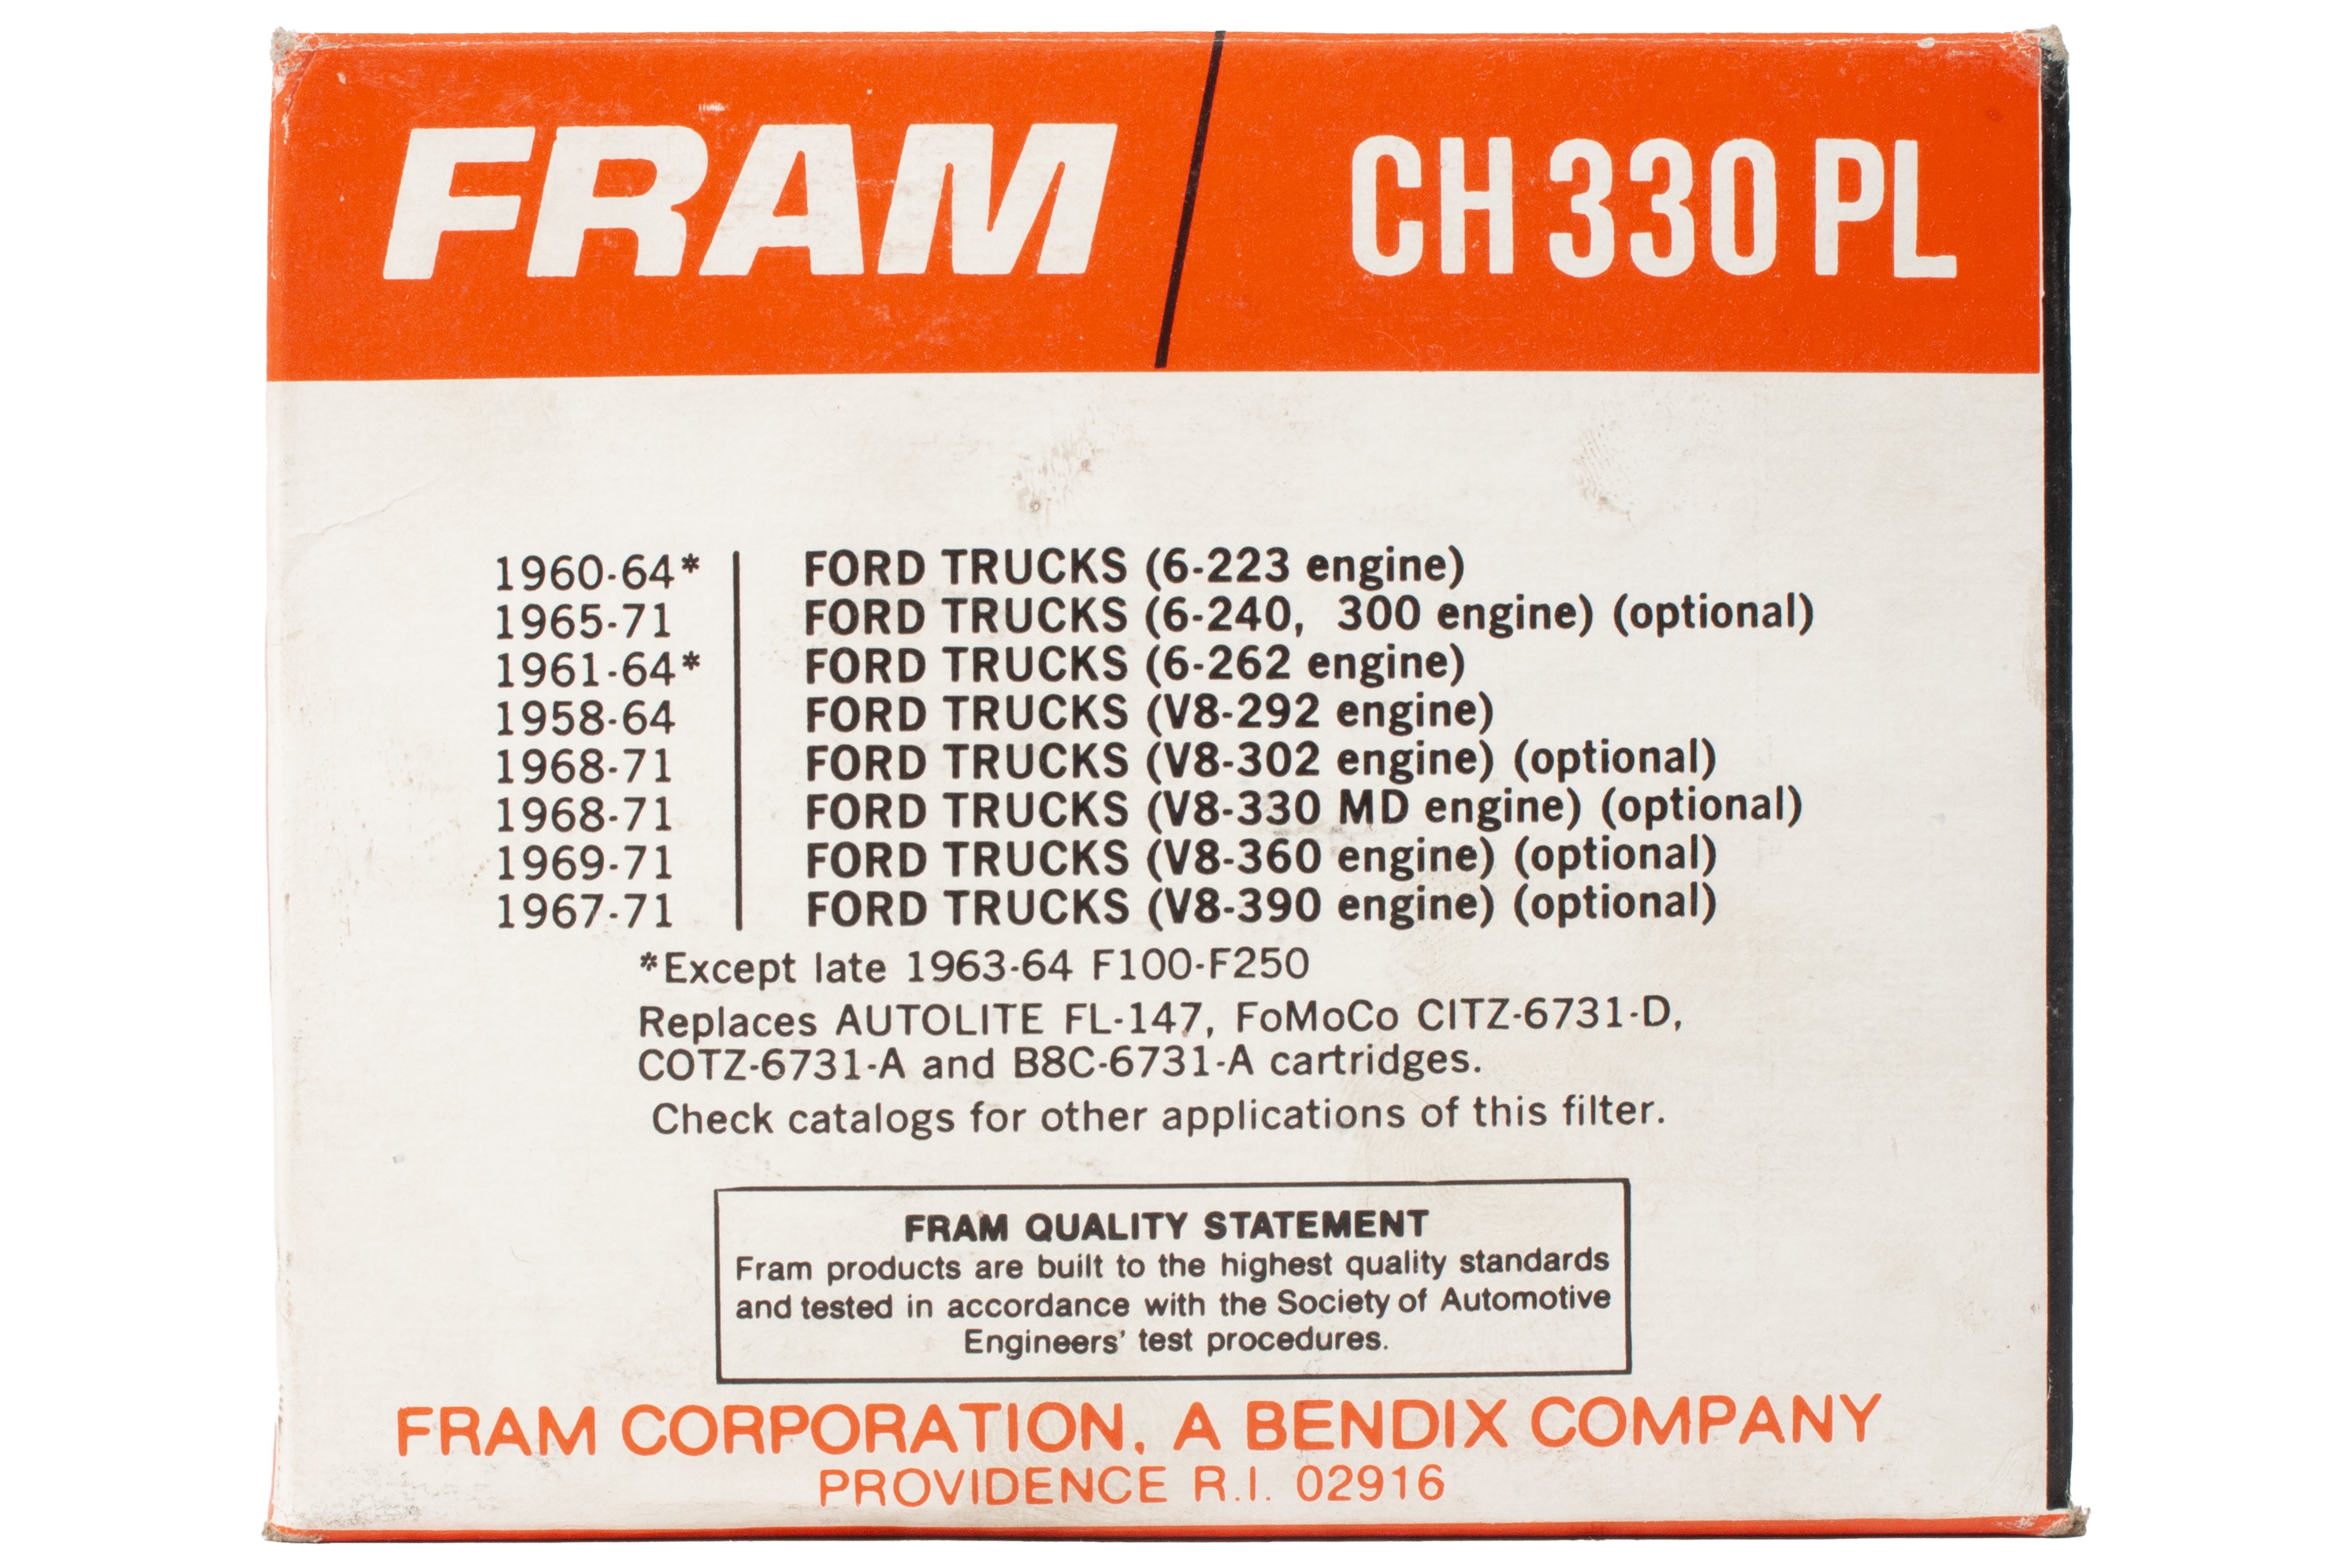 FRAM / CH 330 PL
1960-64* | FORD TRUCKS (6-223 engine)
1965-71 | FORD TRUCKS (6-240, 300 engine) (optional)
1961-64* | FORD TRUCKS (6-262 engine)
1958-64 | FORD TRUCKS (V8-292 engine)
1968-71 | FORD TRUCKS (V8-302 engine) (optional)
1968-71 | FORD TRUCKS (V8-330 MD engine) (optional)
1969-71 | FORD TRUCKS (V8-360 engine) (optional)
1967-71 | FORD TRUCKS (V8-390 engine) (optional)
*Except late 1963-64 F100-F250
Replaces AUTOLITE FL-147, FoMoCo CITZ-6731-D,
COTZ-6731-A and B8C-6731-A cartridges.
Check catalogs for other applications of this filter.
FRAM QUALITY STATEMENT
Fram products are built to the highest quality standards
and tested in accordance with the Society of Automotive
Engineers' test procedures.
FRAM CORPORATION, A BENDIX COMPANY
PROVIDENCE R.I. 02916